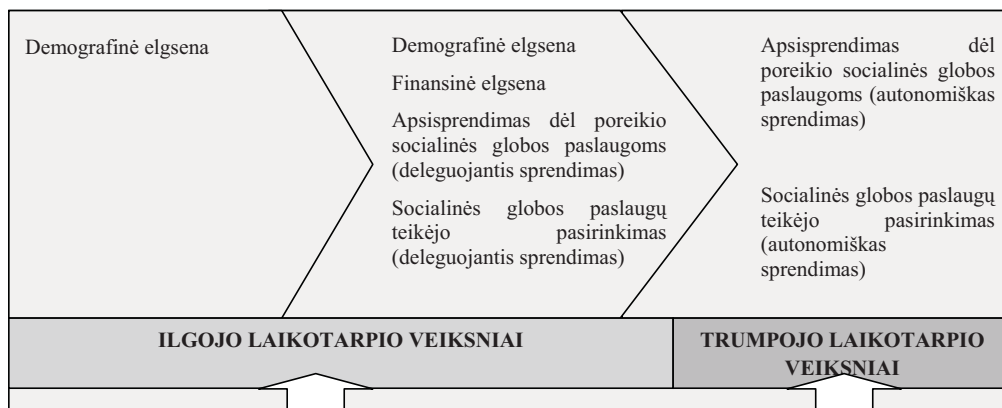 Demografinė elgsena
Demografinė elgsena
Finansinė elgsena
Apsisprendimas dėl poreikio
socialinės globos paslaugoms
(deleguojantis sprendimas)
Socialinės globos paslaugų
teikėjo pasirinkimas
(deleguojantis sprendimas)
Apsisprendimas dėl
poreikio socialinės globos
paslaugoms (autonomiškas
sprendimas)
Socialinės globos paslaugų
teikėjo pasirinkimas
(autonomiškas
sprendimas)
ILGOJO LAIKOTARPIO VEIKSNIAI
TRUMPOJO LAIKOTARPIO
VEIKSNIAI